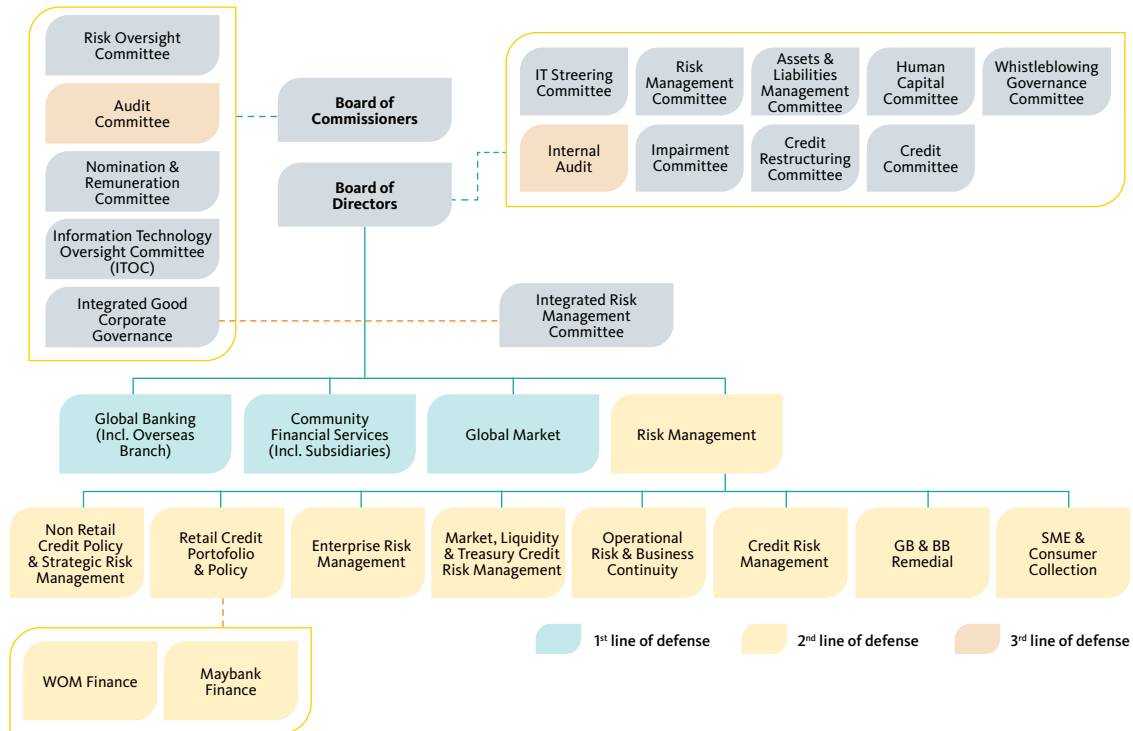 Risk Oversight
Committee
Audit
Committee
Nomination &
Remuneration
Committee
Information Technology
Oversight Committee
(ITOC)
Integrated Good
Corporate
Governance
Board of
Commissioners
Board of
Directors
IT Streering
Committee
Risk
Management
Committee
Assets &
Liabilities
Management
Committee
Human
Capital
Committee
Whistleblowing
Governance
Committee
Internal
Audit
Impairment
Committee
Credit
Restructuring
Committee
Credit
Committee
Integrated Risk
Management
Committee
Global Banking
(Incl. Overseas
Branch)
Community
Financial Services
(Incl. Subsidiaries)
Global Market
Risk Management
Non Retail
Credit Policy
& Strategic Risk
Management
Retail Credit
Portofolio
& Policy
Enterprise Risk
Management
Market, Liquidity
& Treasury Credit
Risk Management
Operational
Risk & Business
Continuity
Credit Risk
Management
GB & BB
Remedial
SME &
Consumer
Collection
WOM Finance
Maybank
Finance
1st line of defense
2nd line of defense
3rd line of defense